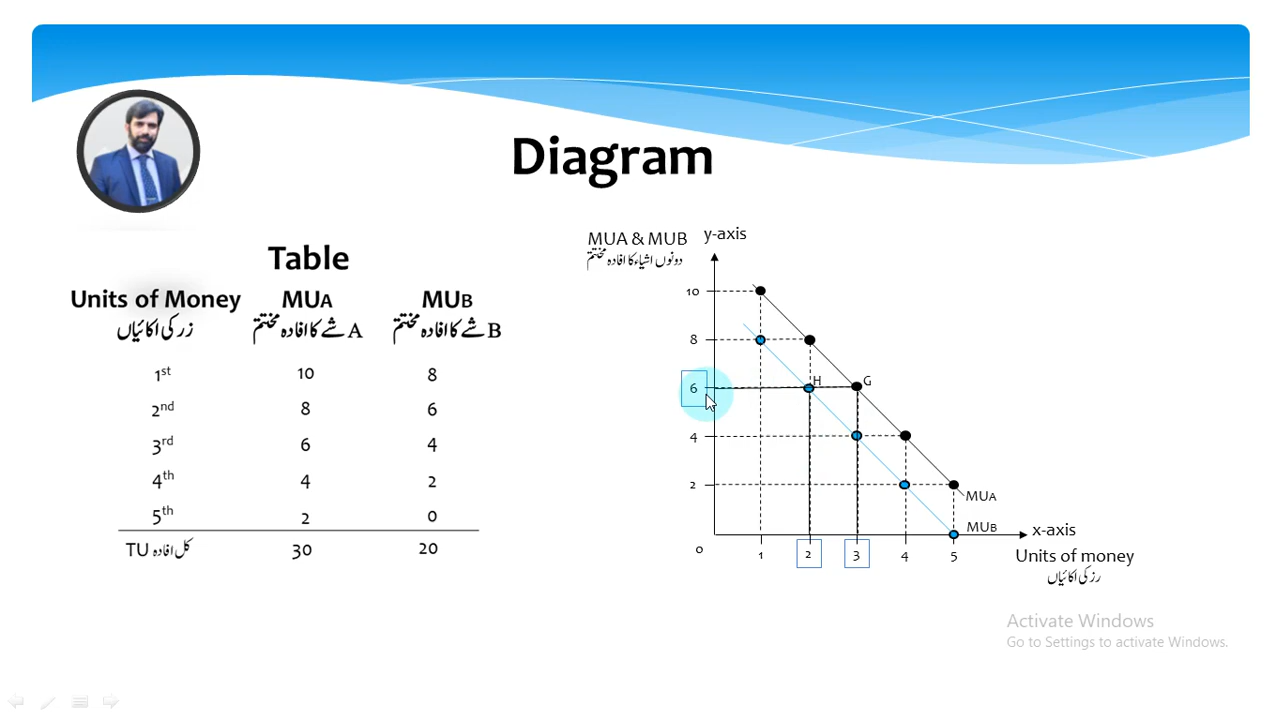 Diagram
Table
Units of Money MUA MUB
زر کی اکائیاں A شے کا افادہ مختتم B شے کا افادہ مختتم
1st 10 8
2nd 8 6
3rd 6 4
4th 4 2
5th 2 0
TU کل افادہ 30 20
MUA & MUB y-axis
دونوں اشیاء کا افادہ مختتم
10
8
6 H G
4
2
MUA
MUB
x-axis
0 1 2 3 4 5
Units of money
رز کی اکائیاں
Activate Windows
Go to Settings to activate Windows.